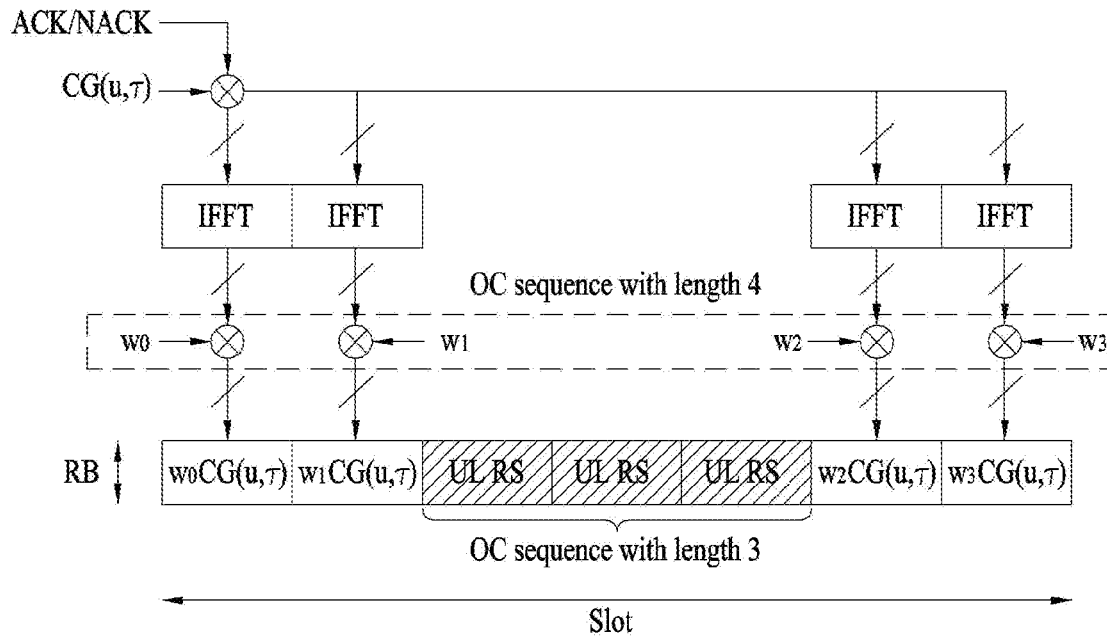 ACK/NACK
CG(u,τ)
IFFT IFFT IFFT IFFT
OC sequence with length 4
w0 w1 w2 w3
RB w0CG(u,τ) w1CG(u,τ) UL RS UL RS UL RS w2CG(u,τ) w3CG(u,τ)
OC sequence with length 3
Slot